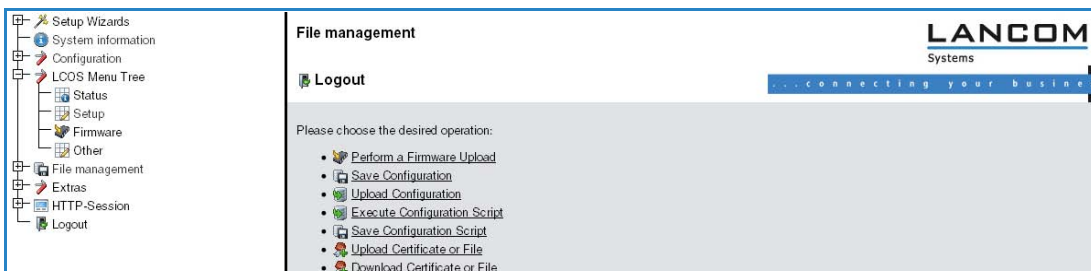 Setup Wizards
System information
Configuration
LCOS Menu Tree
Status
Setup
Firmware
Other
File management
Extras
HTTP-Session
Logout
File management
LANCOM
Systems
Logout
...connecting your busine
Please choose the desired operation:
Perform a Firmware Upload
Save Configuration
Upload Configuration
Execute Configuration Script
Save Configuration Script
Upload Certificate or File
Download Certificate or File